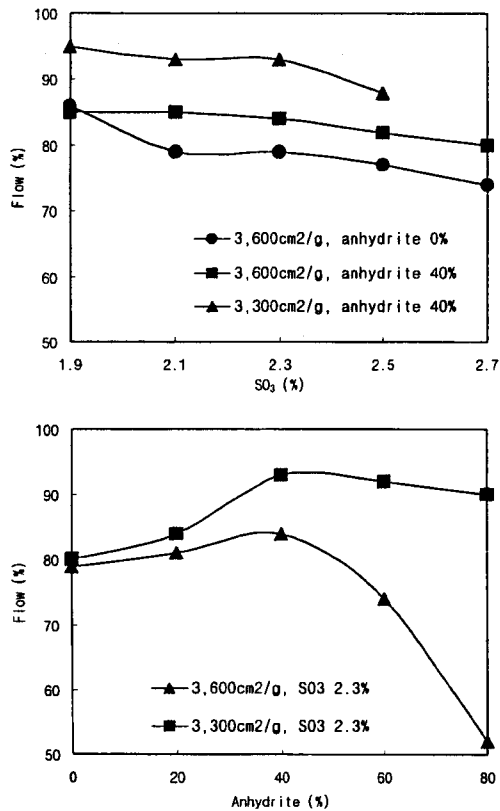 100
90
80
70
60
50
Flow (%)
3,600cm2/g, anhydrite 0%
3,600cm2/g, anhydrite 40%
3,300cm2/g, anhydrite 40%
1.9 2.1 2.3 2.5 2.7
SO₃ (%)
100
90
80
70
60
50
Flow (%)
3,600cm2/g, SO3 2.3%
3,300cm2/g, SO3 2.3%
0 20 40 60 80
Anhydrite (%)